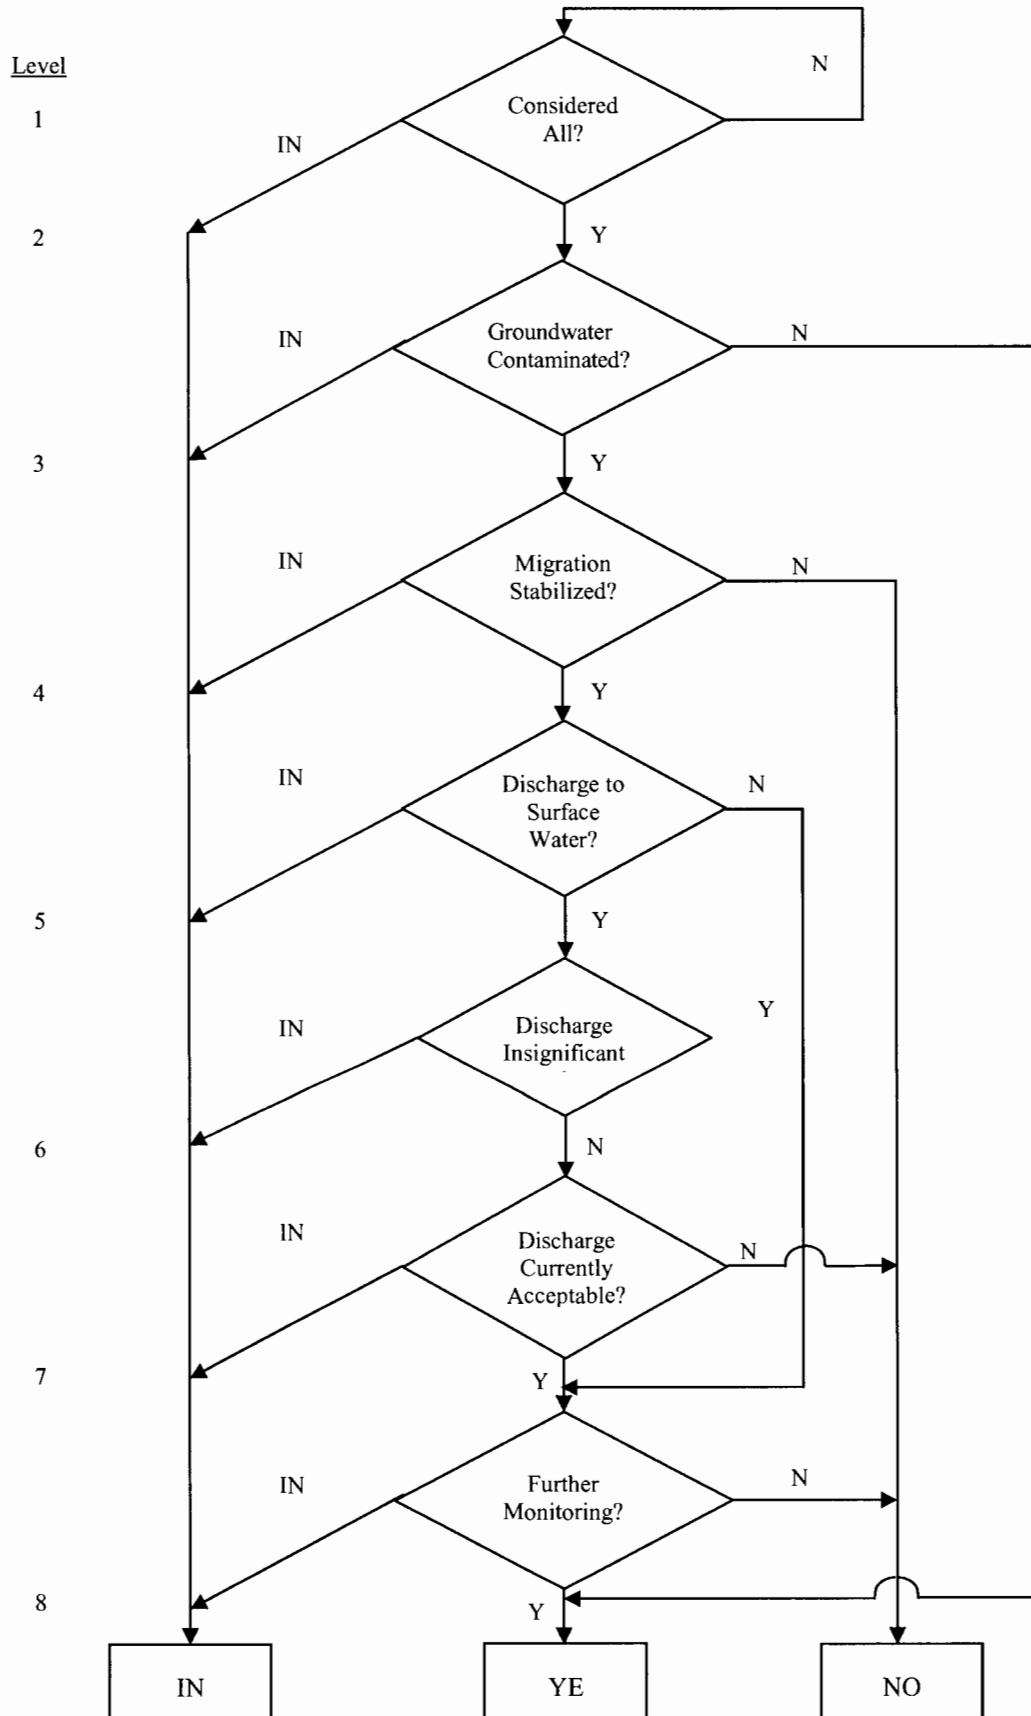 Level
N
Considered
All?
1
IN
2
Y
IN
Groundwater
Contaminated?
N
3
Y
IN
Migration
Stabilized?
N
4
Y
IN
Discharge to
Surface
Water?
N
5
Y
IN
Discharge
Insignificant
Y
6
N
IN
Discharge
Currently
Acceptable?
N
7
Y
IN
Further
Monitoring?
N
8
Y
IN
YE
NO